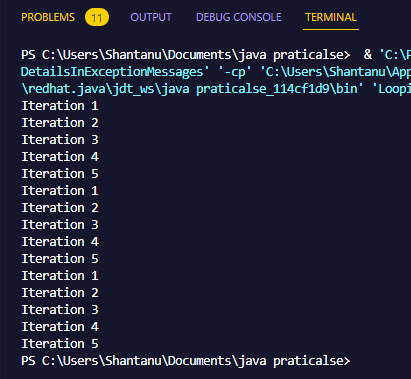 PROBLEMS 11 OUTPUT DEBUG CONSOLE TERMINAL
PS C:\Users\Shantanu\Documents\java praticalse>  & 'C:\P
DetailsInExceptionMessages' '-cp' 'C:\Users\Shantanu\App
\redhat.java\jdt_ws\java praticalse_114cf1d9\bin' 'Loopi
Iteration 1
Iteration 2
Iteration 3
Iteration 4
Iteration 5
Iteration 1
Iteration 2
Iteration 3
Iteration 4
Iteration 5
Iteration 1
Iteration 2
Iteration 3
Iteration 4
Iteration 5
PS C:\Users\Shantanu\Documents\java praticalse>